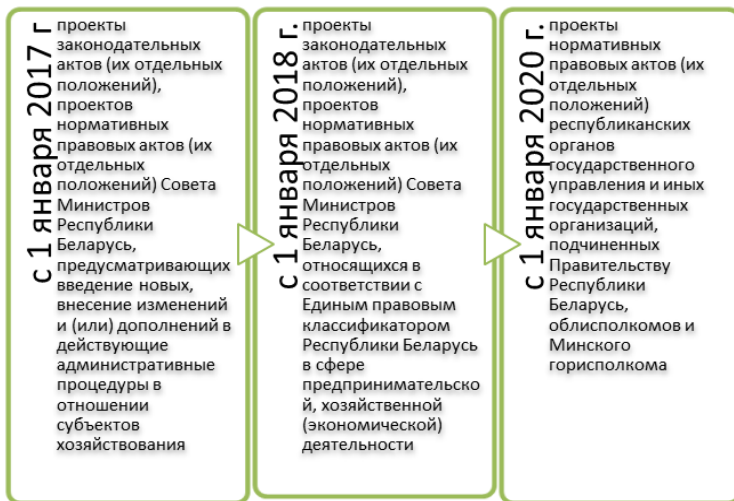 с 1 января 2017 г
проекты
законодательных
актов (их отдельных
положений),
проектов
нормативных
правовых актов (их
отдельных
положений) Совета
Министров
Республики
Беларусь,
предусматривающих
введение новых,
внесение изменений
и (или) дополнений в
действующие
административные
процедуры в
отношении
субъектов
хозяйствования
с 1 января 2018 г.
проекты
законодательных
актов (их отдельных
положений),
проектов
нормативных
правовых актов (их
отдельных
положений) Совета
Министров
Республики
Беларусь,
относящихся в
соответствии с
Единым правовым
классификатором
Республики Беларусь
в сфере
предпринимательско
й, хозяйственной
(экономической)
деятельности
с 1 января 2020 г.
проекты
нормативных
правовых актов (их
отдельных
положений)
республиканских
органов
государственного
управления и иных
государственных
организаций,
подчиненных
Правительству
Республики
Беларусь,
облисполкомов и
Минского
горисполкома